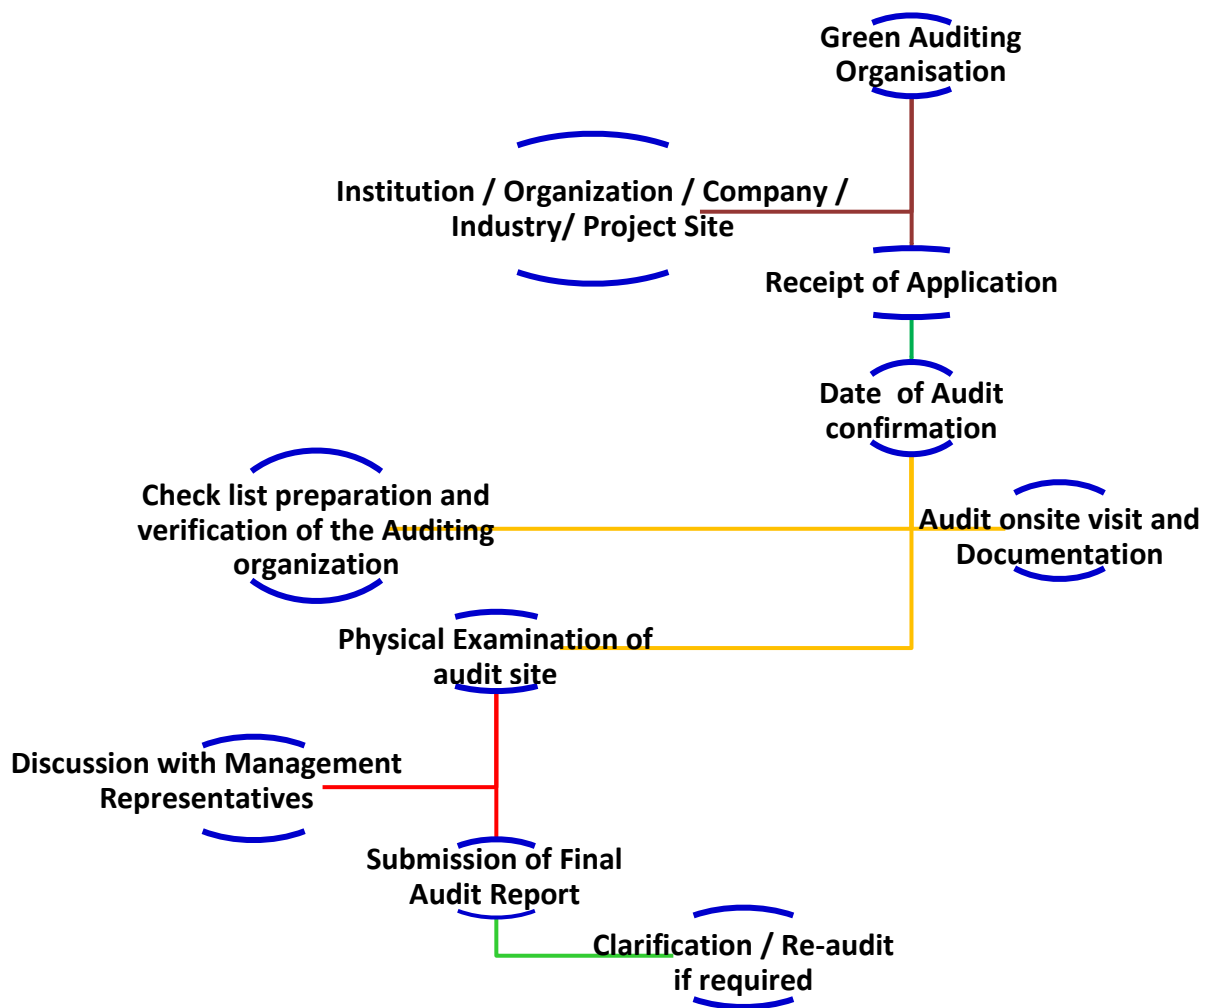 Green Auditing
Organisation
Institution / Organization / Company /
Industry/ Project Site
Receipt of Application
Date  of Audit
confirmation
Check list preparation and
verification of the Auditing
organization
Audit onsite visit and
Documentation
Physical Examination of
audit site
Discussion with Management
Representatives
Submission of Final
Audit Report
Clarification / Re-audit
if required